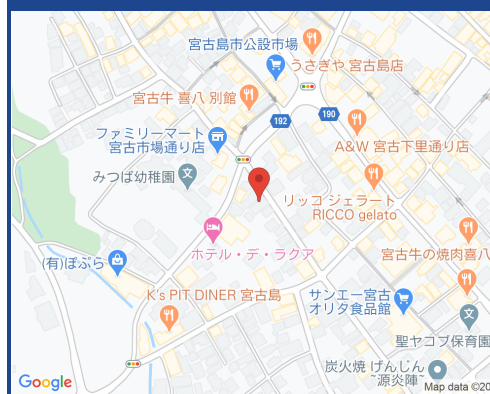 宮古島市公設市場
うさぎや 宮古島店
宮古牛 喜八 別館
192
190
ファミリーマート
宮古市場通り店
A&W 宮古下里通り店
みつば幼稚園
リッコ ジェラート
RICCO gelato
ホテル・デ・ラクア
宮古牛の焼肉喜八
(有)ぽぷら
K's PIT DINER 宮古島
サンエー宮古
オリタ食品館
聖ヤコブ保育園
炭火焼 げんじん
~源炎陣~
Google
Map data ©20